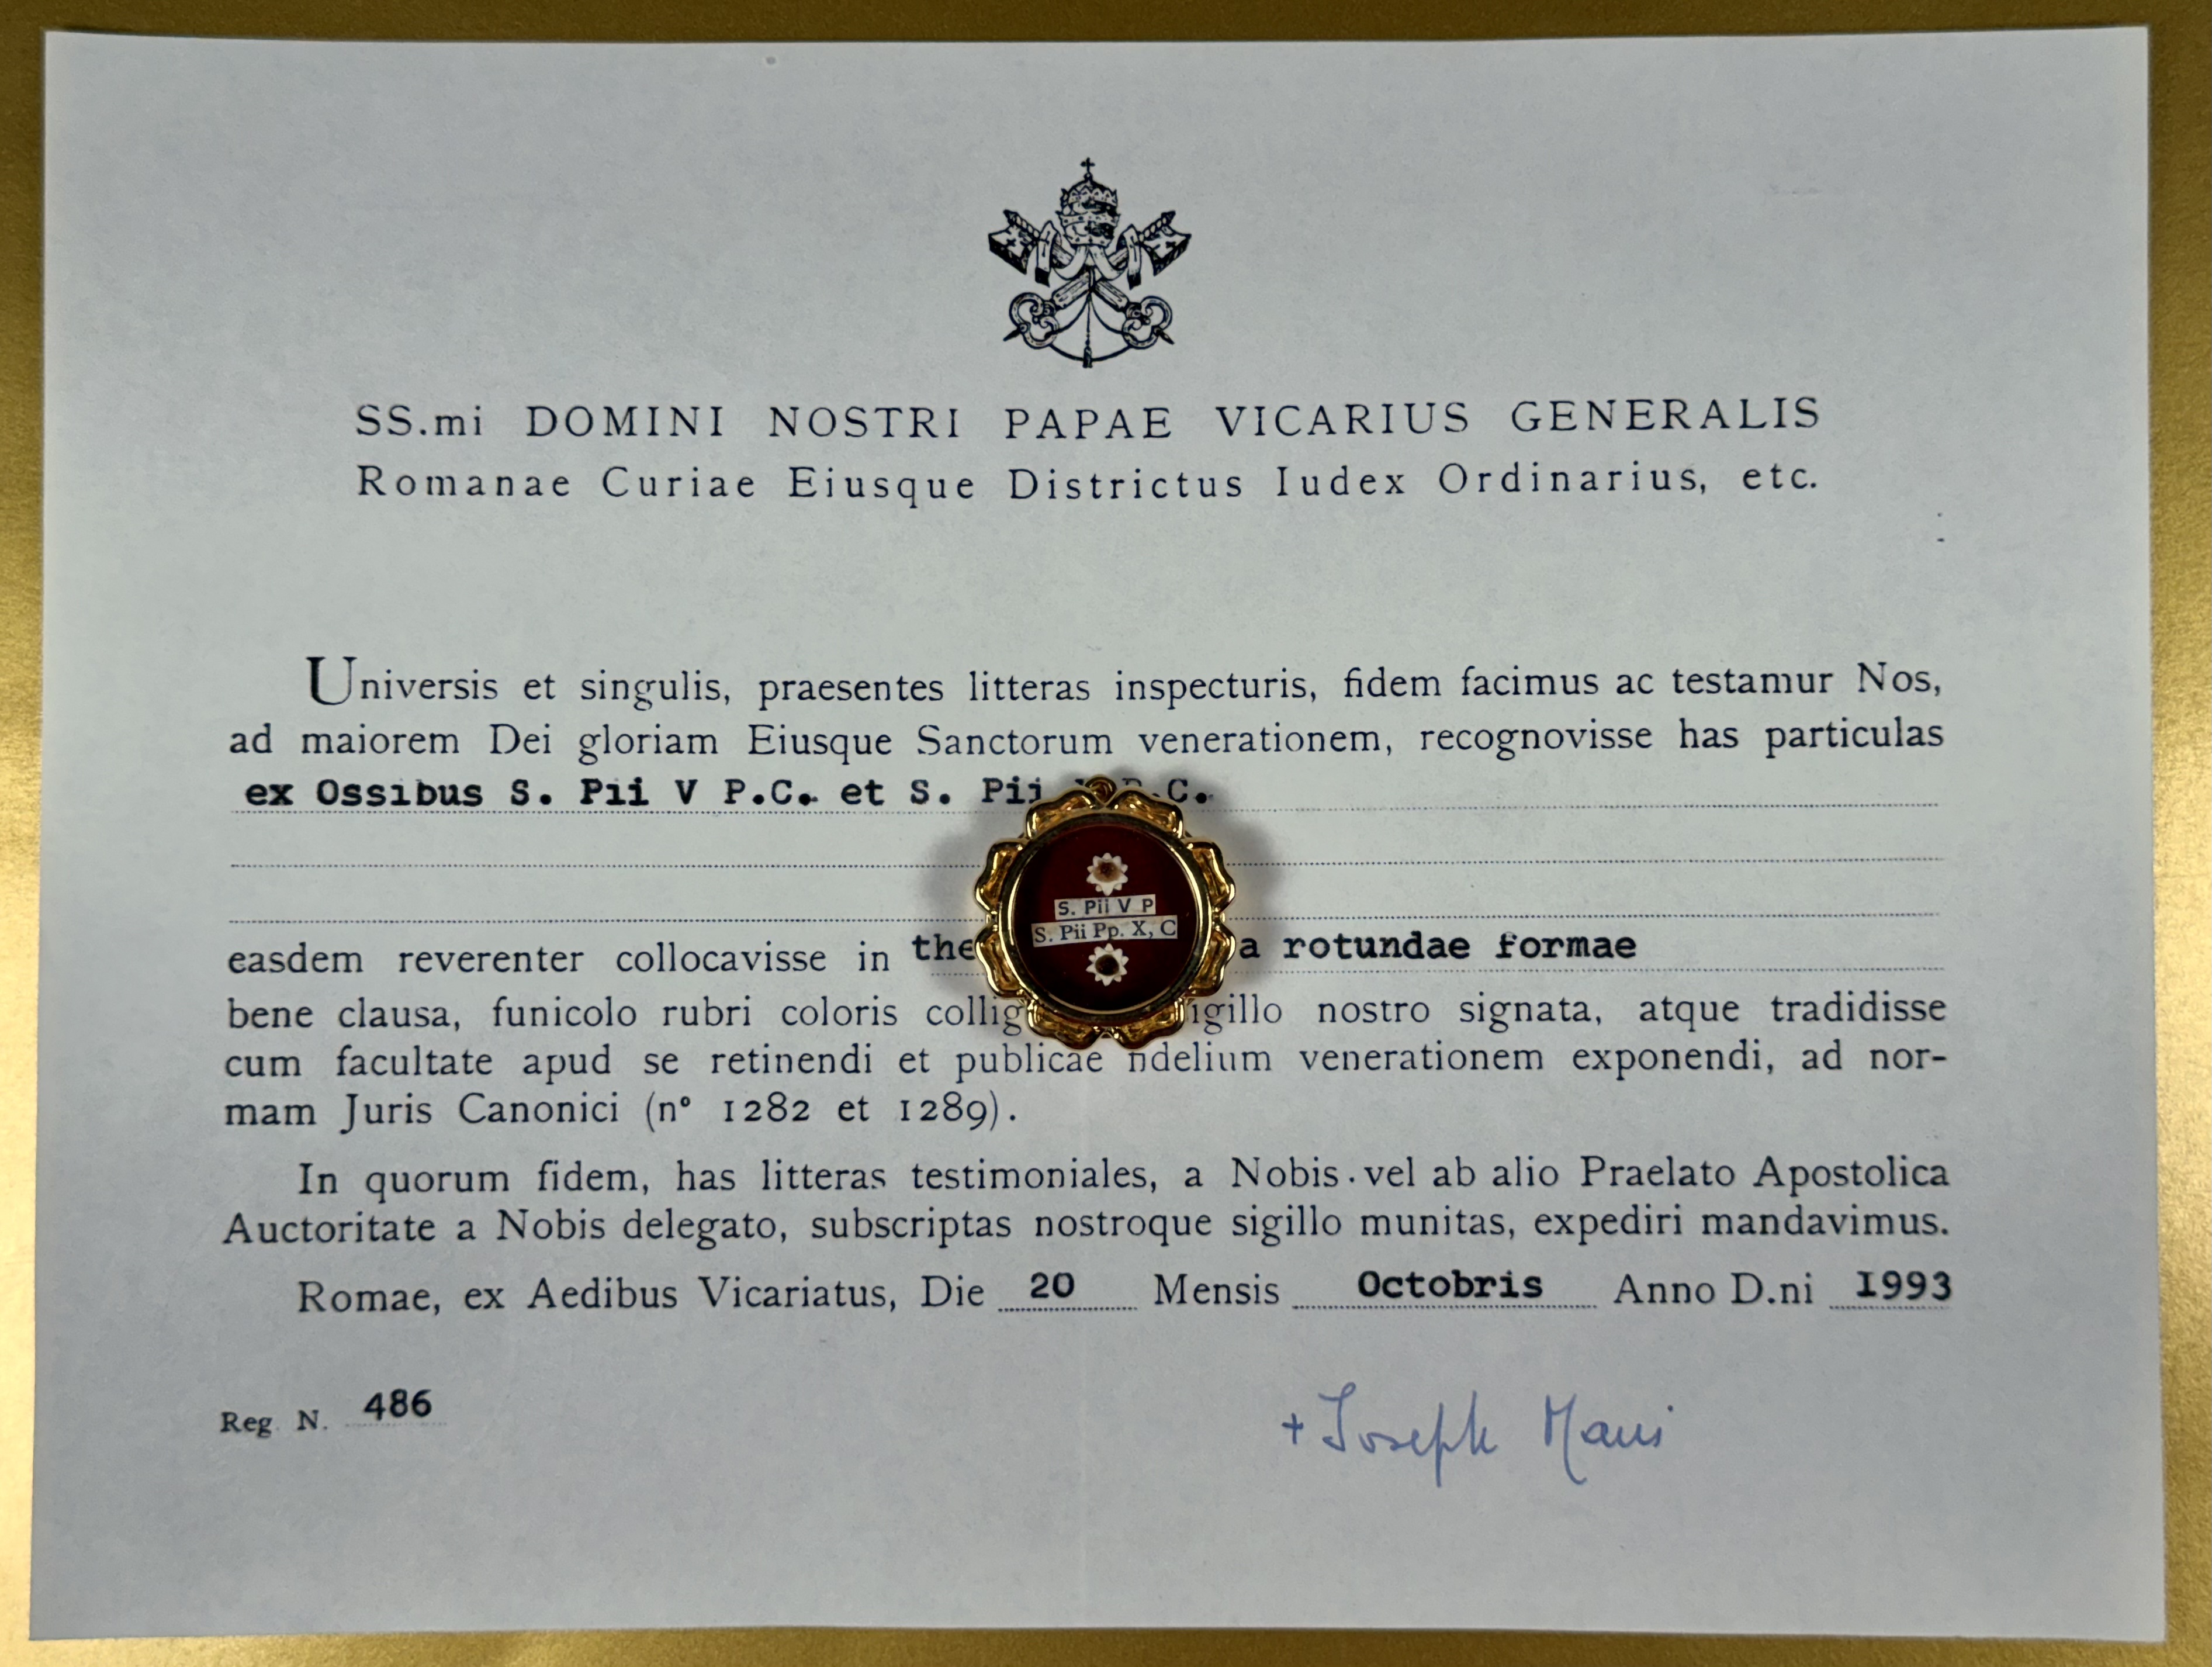 SS.mi DOMINI NOSTRI PAPAE VICARIUS GENERALIS
Romanae Curiae Eiusque Districtus Iudex Ordinarius, etc.
Universis et singulis, praesentes litteras inspecturis, fidem facimus ac testamur Nos,
ad maiorem Dei gloriam Eiusque Sanctorum venerationem, recognovisse has particulas
ex Ossibus S. Pii V P.C. et S. Pii C.
S. Pii V P
S. Pii Pp. X, C
easdem reverenter collocavisse in the a rotundae formae
bene clausa, funicolo rubri coloris collig igillo nostro signata, atque tradidisse
cum facultate apud se retinendi et publicae fidelium venerationem exponendi, ad nor-
mam Juris Canonici (n° 1282 et 1289).
In quorum fidem, has litteras testimoniales, a Nobis vel ab alio Praelato Apostolica
Auctoritate a Nobis delegato, subscriptas nostroque sigillo munitas, expediri mandavimus.
Romae, ex Aedibus Vicariatus, Die 20 Mensis Octobris Anno D.ni 1993
Reg. N. 486
+ Joseph